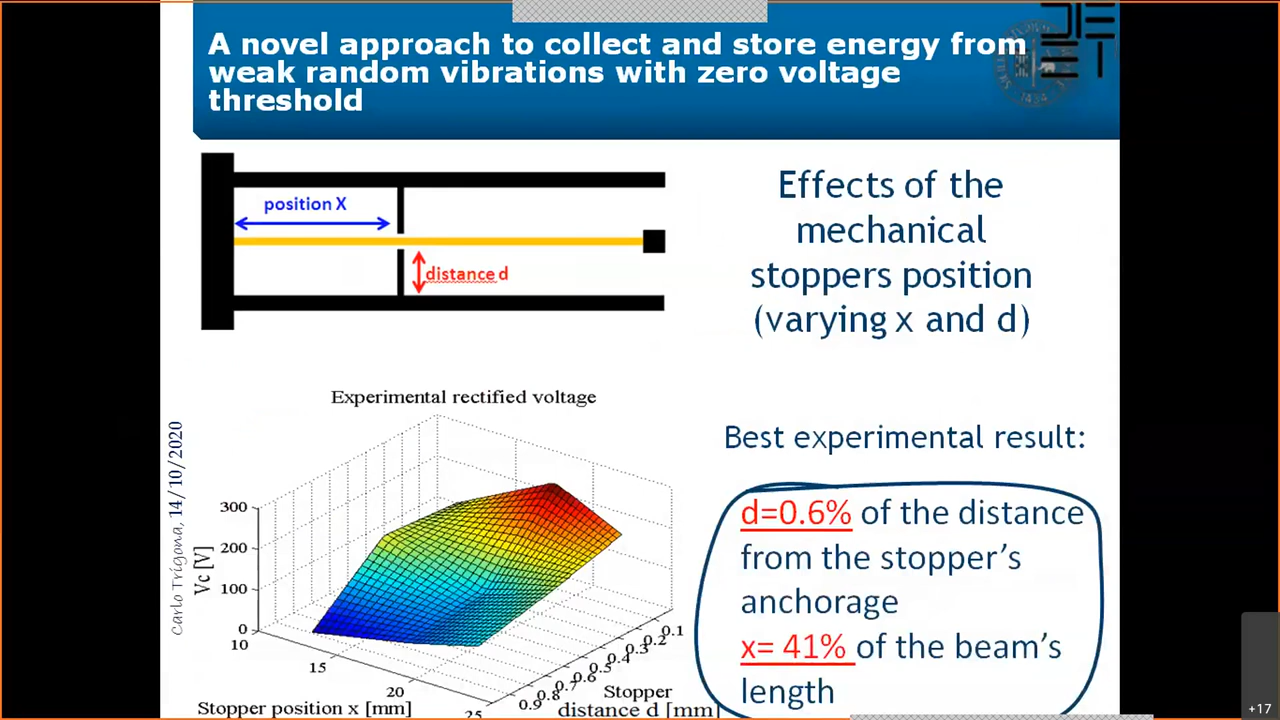 A novel approach to collect and store energy from
weak random vibrations with zero voltage
threshold
position X
distance d
Effects of the
mechanical
stoppers position
(varying x and d)
Experimental rectified voltage
300
200
100
0
Vc [V]
10
15
20
25
Stopper position x [mm]
0.9
0.8
0.7
0.6
0.5
0.4
0.3
0.2
0.1
Stopper
distance d [mm]
Best experimental result:
d=0.6% of the distance
from the stopper's
anchorage
x= 41% of the beam's
length
Carlo Trigona, 14/10/2020
+17